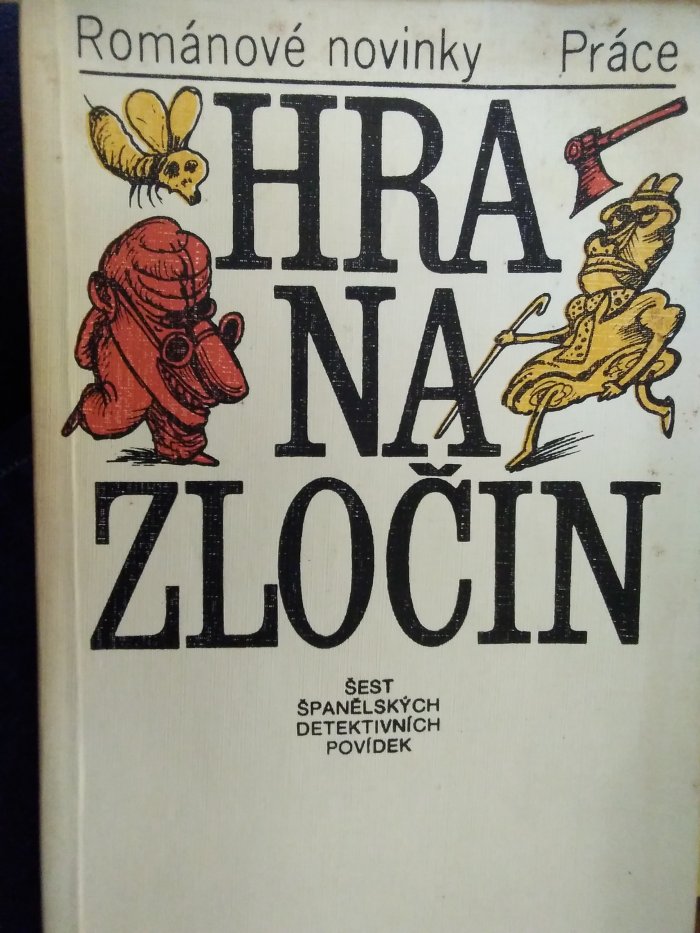 Románové novinky Práce
HRA
NA
ZLOČIN
ŠEST
ŠPANĚLSKÝCH
DETEKTIVNÍCH
POVÍDEK